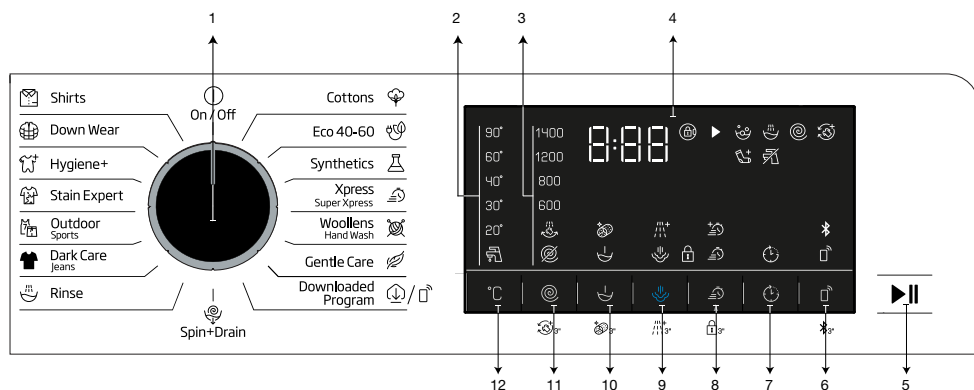 1
2
3
4
On / Off
Shirts
Down Wear
Hygiene+
Stain Expert
Outdoor
Sports
Dark Care
Jeans
Rinse
Spin+Drain
Cottons
Eco 40-60
Synthetics
Xpress
Super Xpress
Woollens
Hand Wash
Gentle Care
Downloaded
Program
/
90° 1400 8:88
60° 1200
40° 800
30° 600
20°
°C
3" 3" 3" 3" 3"
12 11 10 9 8 7 6 5